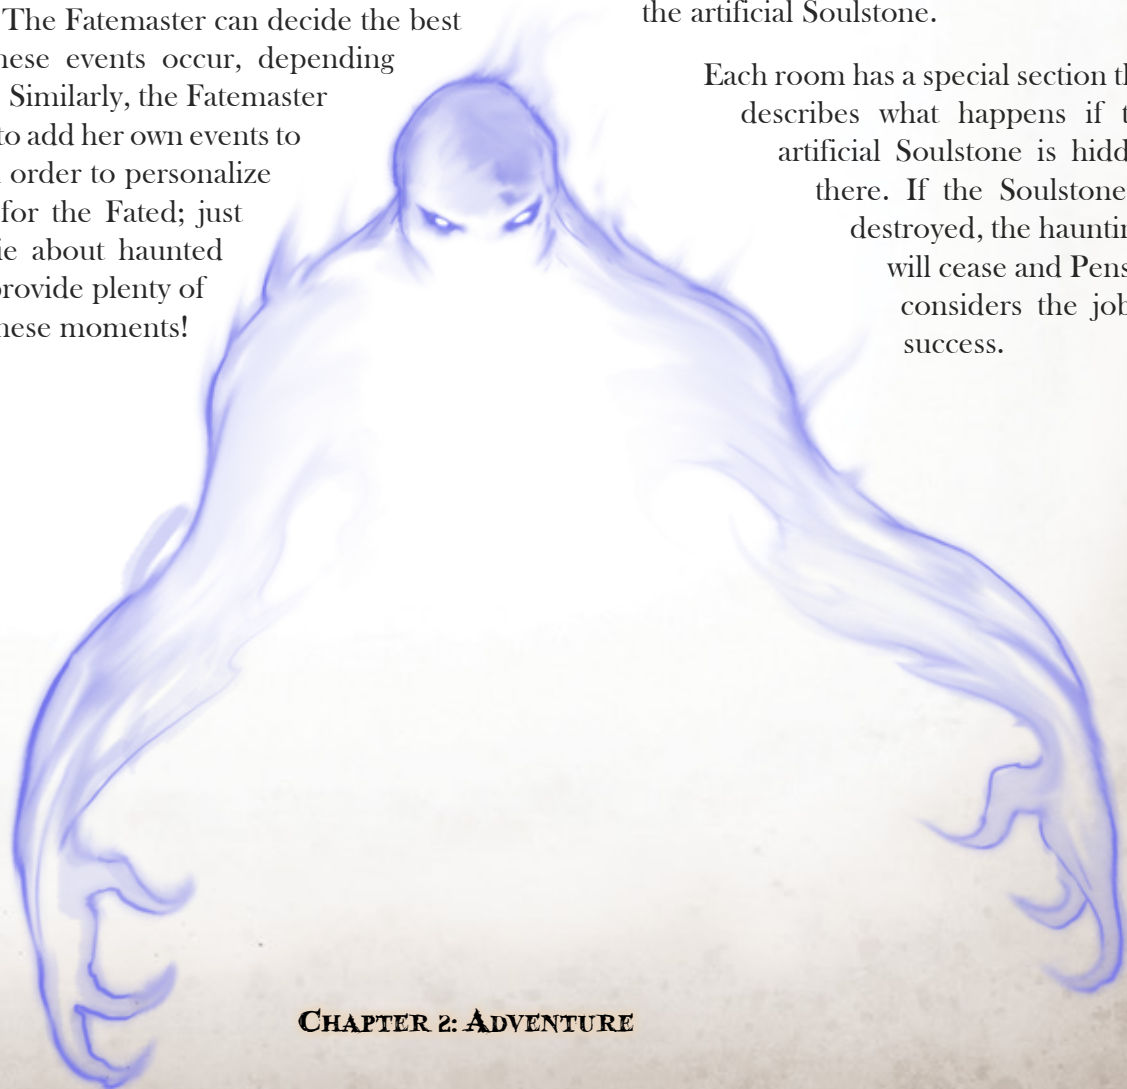 The Fatemaster can decide the best
hese events occur, depending
Similarly, the Fatemaster
to add her own events to
order to personalize
for the Fated; just
ie about haunted
provide plenty of
hese moments!
the artificial Soulstone.
Each room has a special section th
describes what happens if t
artificial Soulstone is hidd
there. If the Soulstone
destroyed, the hauntin
will cease and Pens
considers the job
success.
Chapter 2: Adventure